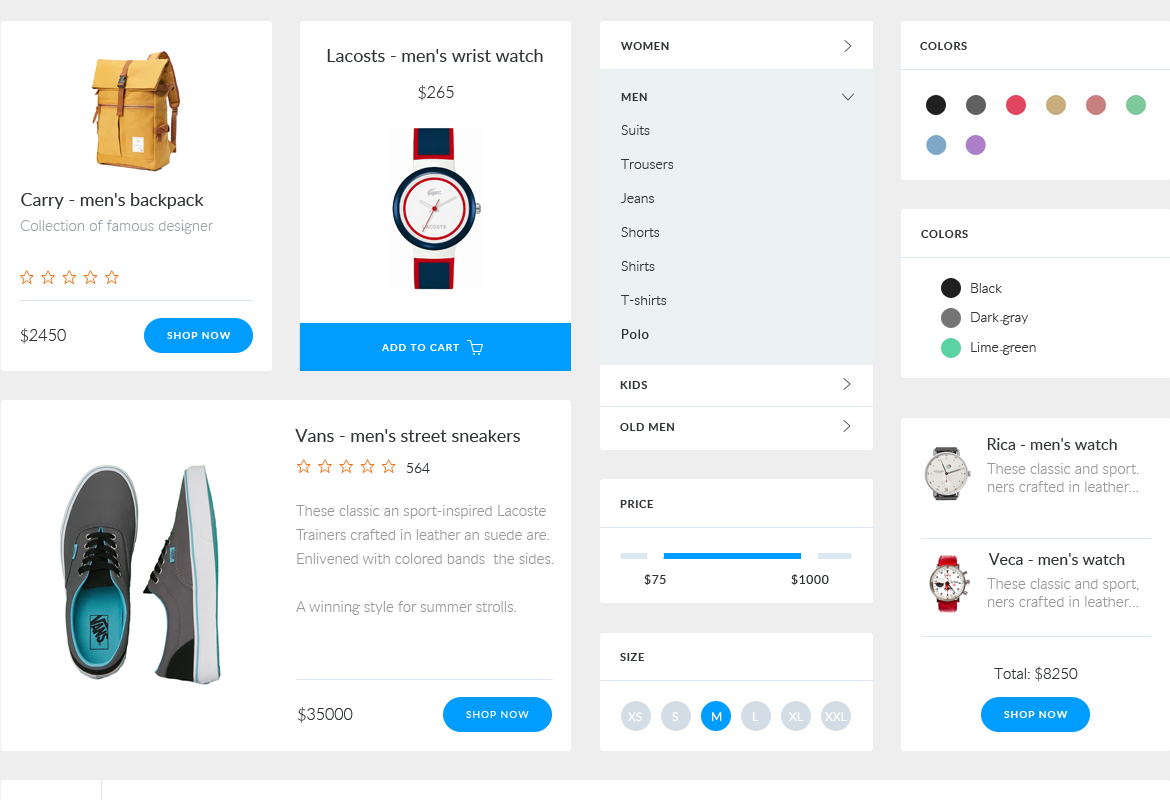 Carry - men's backpack
Collection of famous designer
$2450
SHOP NOW
Lacosts - men's wrist watch
$265
LACOSTE
ADD TO CART
Vans - men's street sneakers
564
These classic an sport-inspired Lacoste
Trainers crafted in leather an suede are.
Enlivened with colored bands the sides.
A winning style for summer strolls.
VANS
$35000
SHOP NOW
WOMEN
MEN
Suits
Trousers
Jeans
Shorts
Shirts
T-shirts
Polo
KIDS
OLD MEN
PRICE
$75
$1000
SIZE
XS
S
M
L
XL
XXL
COLORS
COLORS
Black
Dark gray
Lime green
Rica - men's watch
These classic and sport.
ners crafted in leather...
Veca - men's watch
These classic and sport,
ners crafted in leather...
Total: $8250
SHOP NOW